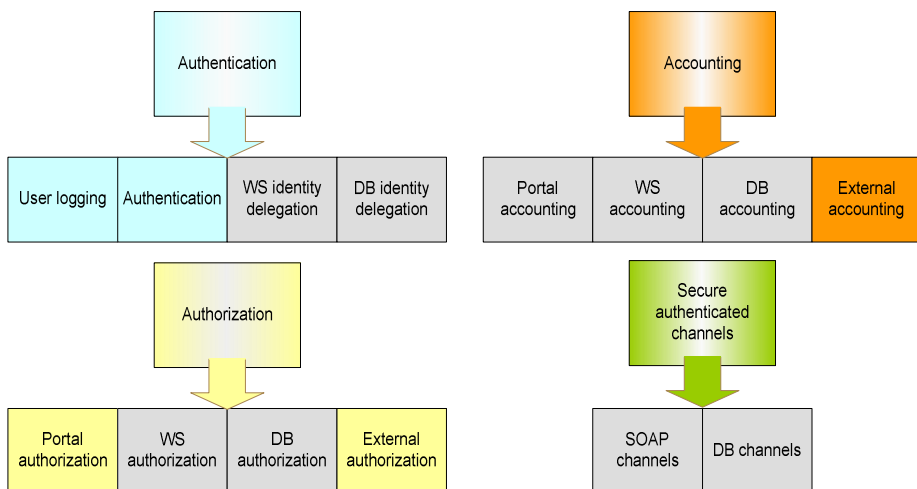 Authentication
User logging
Authentication
WS identity
delegation
DB identity
delegation
Accounting
Portal
accounting
WS
accounting
DB
accounting
External
accounting
Authorization
Portal
authorization
WS
authorization
DB
authorization
External
authorization
Secure
authenticated
channels
SOAP
channels
DB channels